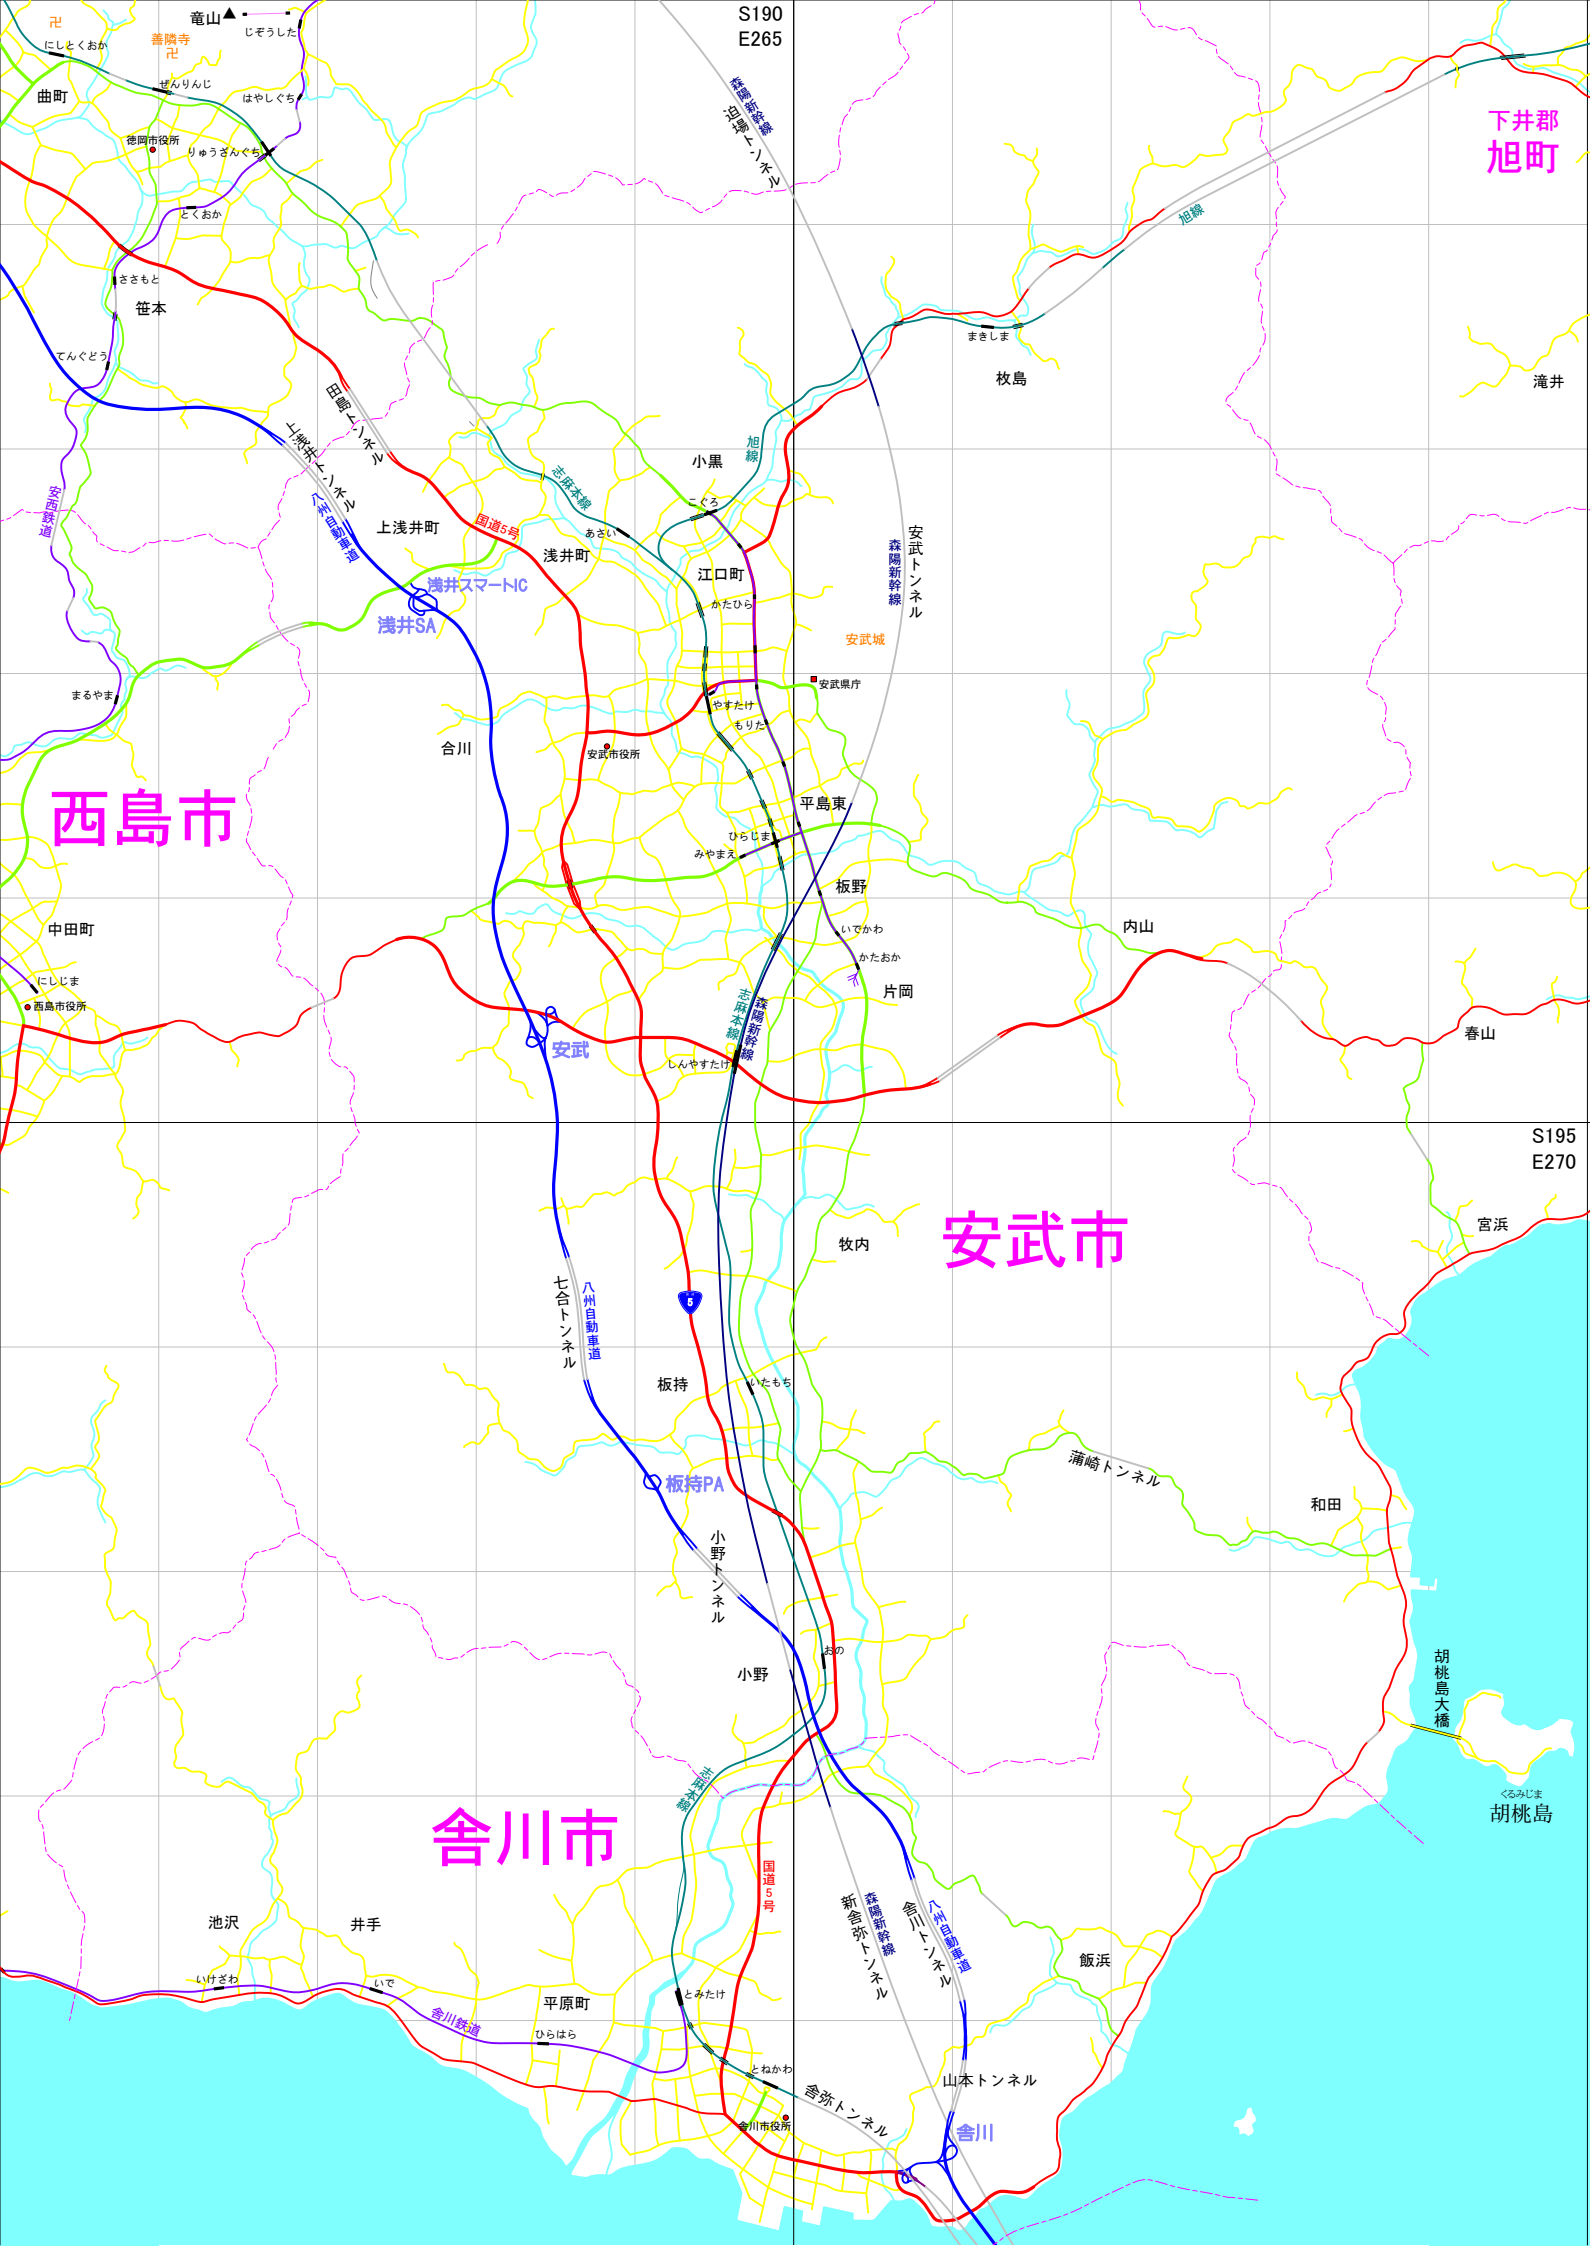 S190
E265
竜山
じぞうした
卍
善隣寺
卍
にしとくおか
ぜんりんじ
はやしぐち
曲町
徳岡市役所
りゅうざんぐち
とくおか
ささもと
笹本
てんぐどう
森陽新幹線
迫場トンネル
下井郡
旭町
旭線
まきしま
枚島
滝井
田島トンネル
上浅井トンネル
八州自動車道
安西鉄道
上浅井町
国道5号
志麻本線
小黒
旭線
こぐろ
あさい
浅井町
江口町
浅井スマートIC
浅井SA
かたひら
安武トンネル
森陽新幹線
安武城
安武県庁
まるやま
やすたけ
もりた
合川
安武市役所
西島市
平島東
ひらじま
みやまえ
板野
中田町
いでかわ
内山
かたおか
片岡
にしじま
西島市役所
志麻本線
森陽新幹線
春山
安武
しんやすたけ
S195
E270
宮浜
安武市
牧内
七合トンネル
八州自動車道
5
板持
いたもち
板持PA
蒲崎トンネル
和田
小野トンネル
おの
小野
胡桃島大橋
くるみじま
胡桃島
志麻本線
舎川市
国道5号
新舎弥トンネル
森陽新幹線
舎川トンネル
八州自動車道
池沢
井手
飯浜
いけざわ
いで
平原町
とみたけ
舎川鉄道
ひらはら
とねかわ
舎弥トンネル
山本トンネル
舎川市役所
舎川